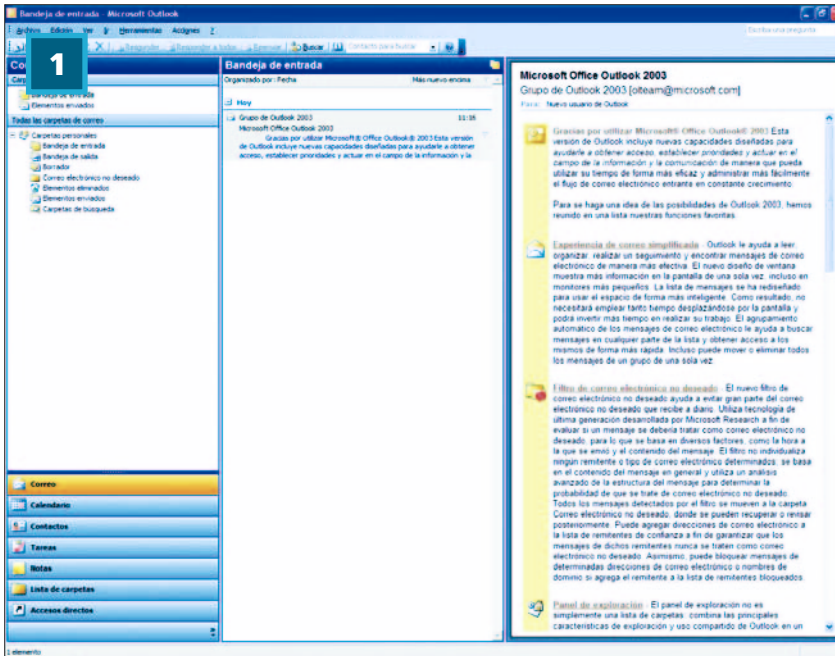 Bandeja de entrada - Microsoft Outlook
Archivo Edición Ver Ir Herramientas Acciones ?
Escriba una pregunta
Responder Responder a todos Reenviar Buscar Contacto para buscar
1
Co
Carp
Bandeja de entrada
Elementos enviados
Todas las carpetas de correo
Carpetas personales
Bandeja de entrada
Bandeja de salida
Borrador
Correo electrónico no deseado
Elementos eliminados
Elementos enviados
Carpetas de búsqueda
Correo
Calendario
Contactos
Tareas
Notas
Lista de carpetas
Accesos directos
1 elemento
Bandeja de entrada
Organizado por: Fecha Más nuevo encima
Hoy
Grupo de Outlook 2003 11:16
Microsoft Office Outlook 2003
Gracias por utilizar Microsoft® Office Outlook® 2003 Esta versión
de Outlook incluye nuevas capacidades diseñadas para ayudarle a obtener
acceso, establecer prioridades y actuar en el campo de la información y la
Microsoft Office Outlook 2003
Grupo de Outlook 2003 [olteam@microsoft.com]
Para: Nuevo usuario de Outlook
Gracias por utilizar Microsoft® Office Outlook® 2003 Esta
versión de Outlook incluye nuevas capacidades diseñadas para
ayudarle a obtener acceso, establecer prioridades y actuar en el
campo de la información y la comunicación de manera que pueda
utilizar su tiempo de forma más eficaz y administrar más fácilmente
el flujo de correo electrónico entrante en constante crecimiento.
Para se haga una idea de las posibilidades de Outlook 2003, hemos
reunido en una lista nuestras funciones favoritas.
Experiencia de correo simplificada - Outlook le ayuda a leer,
organizar, realizar un seguimiento y encontrar mensajes de correo
electrónico de manera más efectiva. El nuevo diseño de ventana
muestra más información en la pantalla de una sola vez, incluso en
monitores más pequeños. La lista de mensajes se ha rediseñado
para usar el espacio de forma más inteligente. Como resultado, no
necesitará emplear tanto tiempo desplazándose por la pantalla y
podrá invertir más tiempo en realizar su trabajo. El agrupamiento
automático de los mensajes de correo electrónico le ayuda a buscar
mensajes en cualquier parte de la lista y obtener acceso a los
mismos de forma más rápida. Incluso puede mover o eliminar todos
los mensajes de un grupo de una sola vez.
Filtro de correo electrónico no deseado - El nuevo filtro de
correo electrónico no deseado ayuda a evitar gran parte del correo
electrónico no deseado que recibe a diario. Utiliza tecnología de
última generación desarrollada por Microsoft Research a fin de
evaluar si un mensaje se debería tratar como correo electrónico no
deseado, para lo que se basa en diversos factores, como la hora a
la que se envió y el contenido del mensaje. El filtro no individualiza
ningún remitente o tipo de correo electrónico determinados, se basa
en el contenido del mensaje en general y utiliza un análisis
avanzado de la estructura del mensaje para determinar la
probabilidad de que se trate de correo electrónico no deseado.
Todos los mensajes detectados por el filtro se mueven a la carpeta
Correo electrónico no deseado, donde se pueden recuperar o revisar
posteriormente. Puede agregar direcciones de correo electrónico a
la lista de remitentes de confianza a fin de garantizar que los
mensajes de dichos remitentes nunca se traten como correo
electrónico no deseado. Asimismo, puede bloquear mensajes de
determinadas direcciones de correo electrónico o nombres de
dominio si agrega el remitente a la lista de remitentes bloqueados.
Panel de exploración - El panel de exploración no es
simplemente una lista de carpetas: combina las principales
características de exploración y uso compartido de Outlook en un